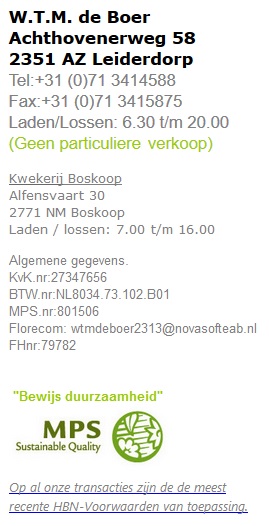 W.T.M. de Boer
Achthovenerweg 58
2351 AZ Leiderdorp
Tel:+31 (0)71 3414588
Fax:+31 (0)71 3415875
Laden/Lossen: 6.30 t/m 20.00
(Geen particuliere verkoop)
Kwekerij Boskoop
Alfensvaart 30
2771 NM Boskoop
Laden / lossen: 7.00 t/m 16.00
Algemene gegevens.
KvK.nr:27347656
BTW.nr:NL8034.73.102.B01
MPS.nr:801506
Florecom: wtmdeboer2313@novasofteab.nl
FHnr:79782
"Bewijs duurzaamheid"
MPS
Sustainable Quality
Op al onze transacties zijn de de meest
recente HBN-Voorwaarden van toepassing.